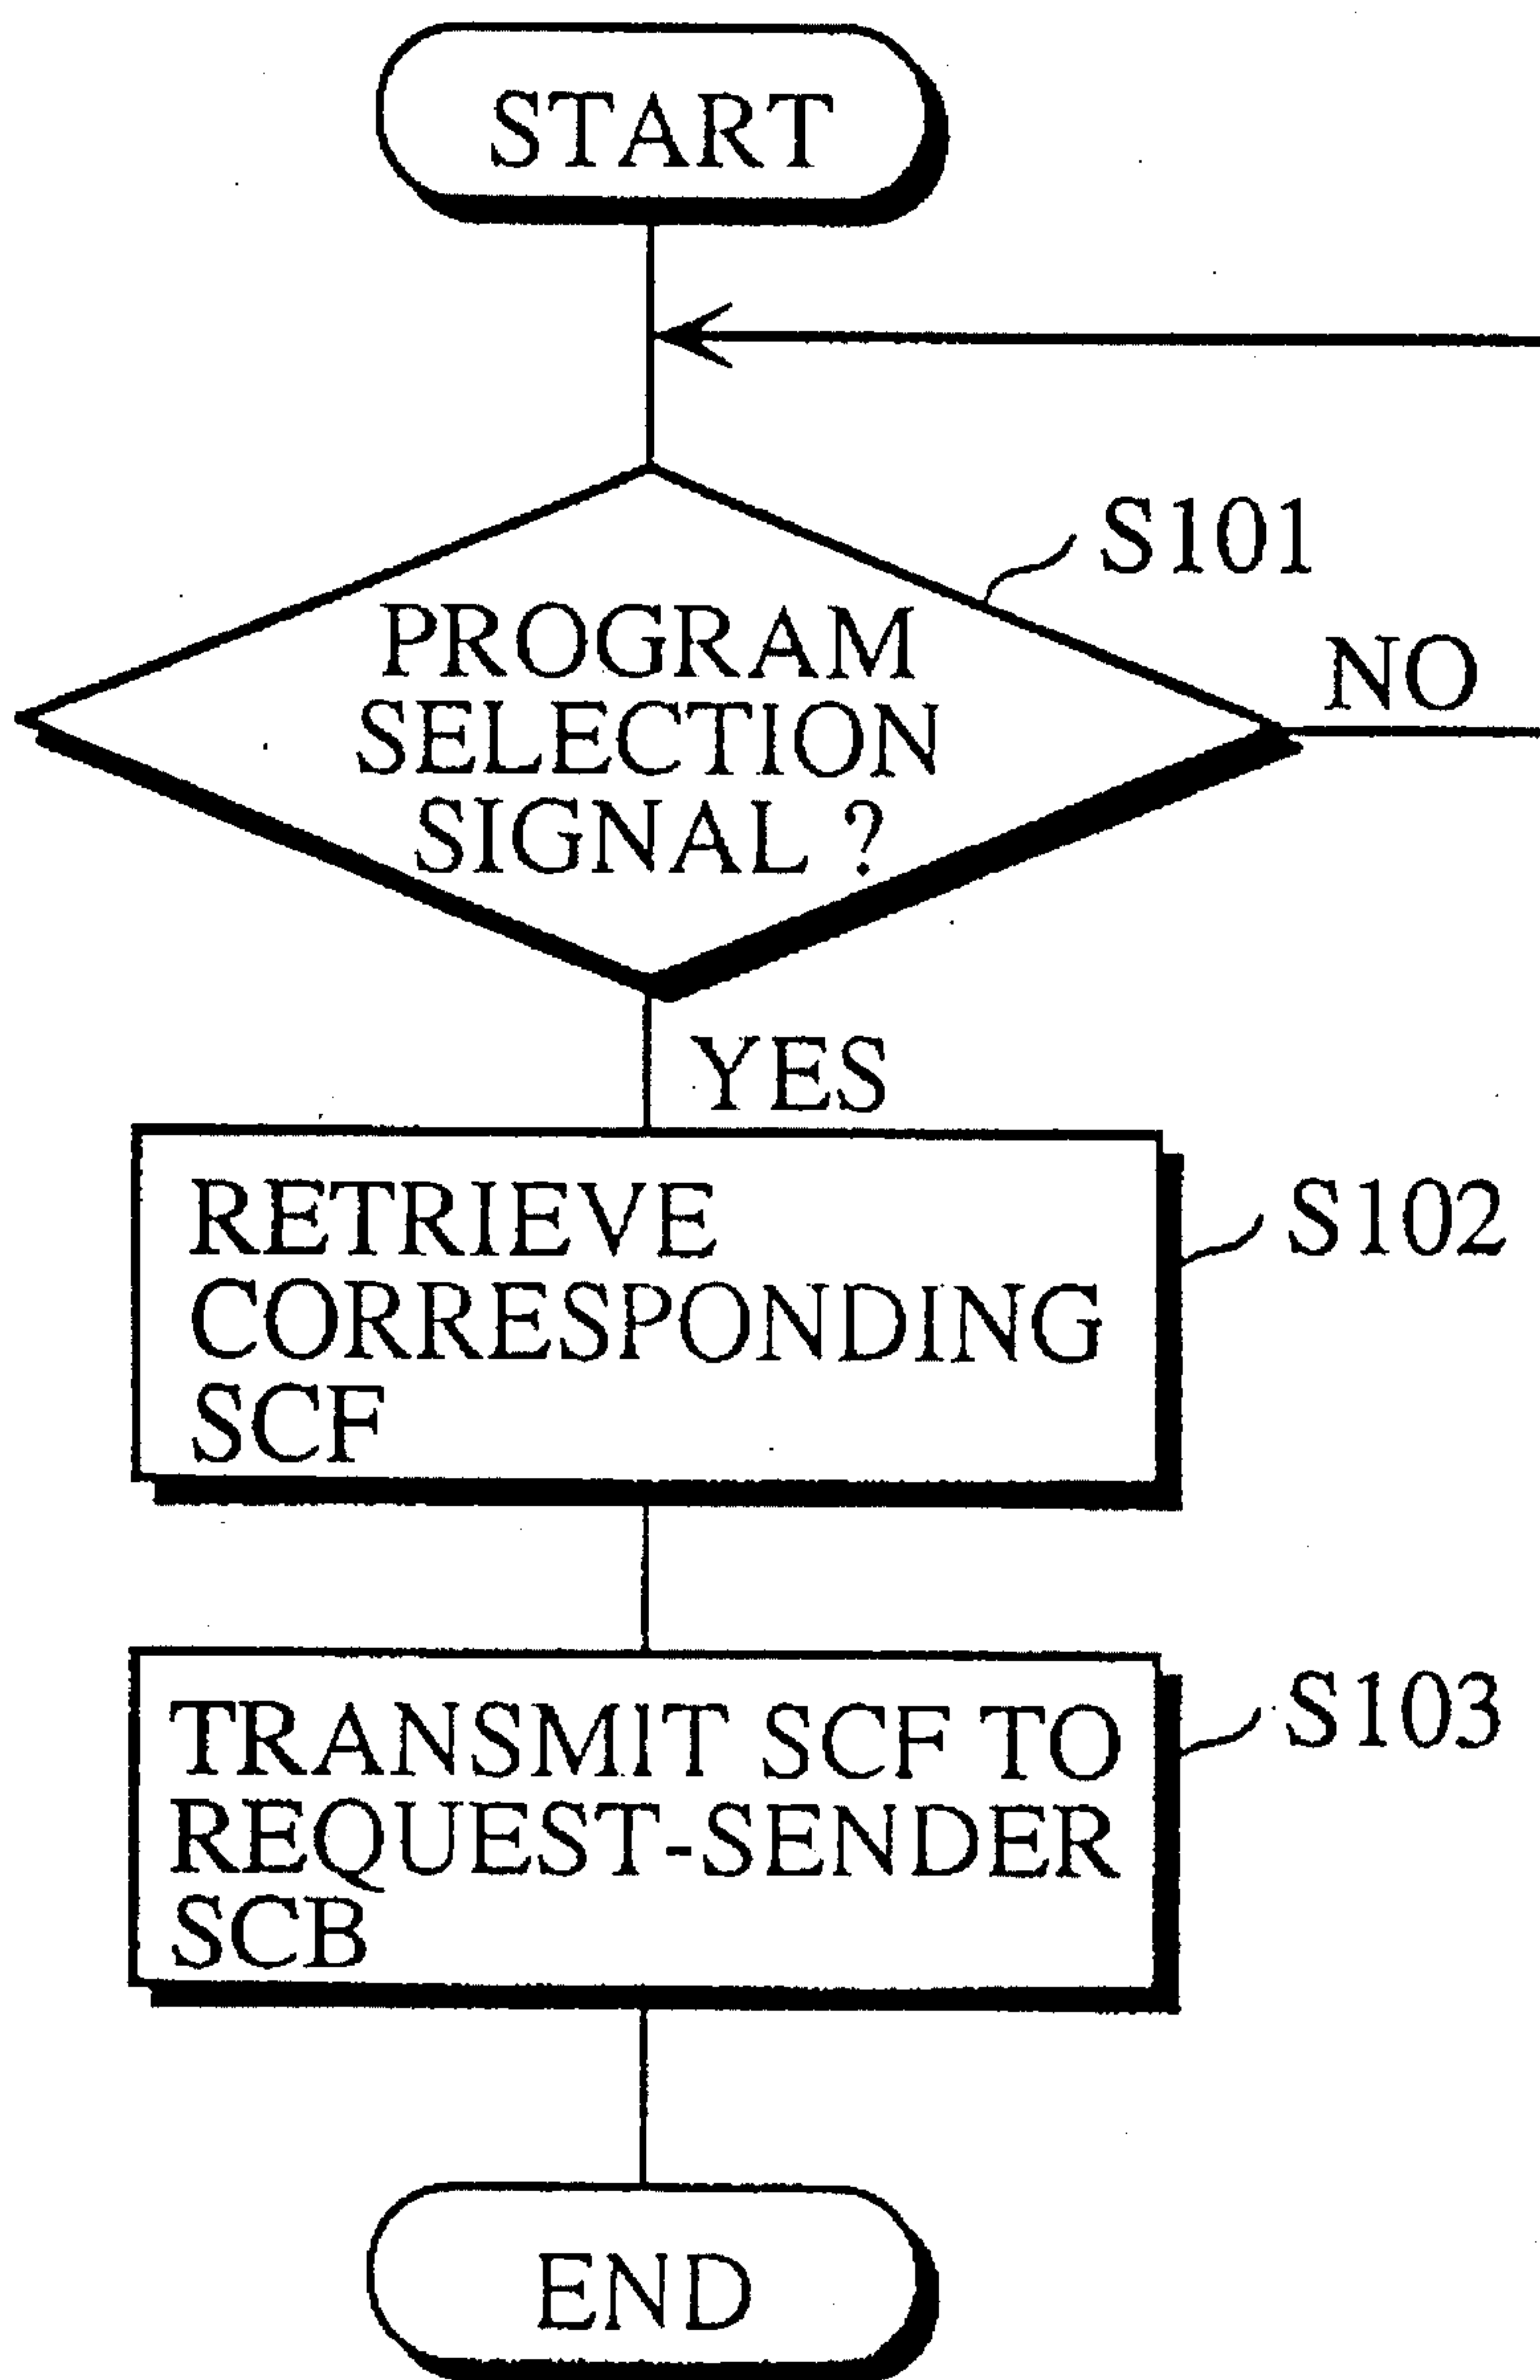 START
S101
PROGRAM
SELECTION
SIGNAL ?
NO
YES
RETRIEVE
CORRESPONDING
SCF
S102
TRANSMIT SCF TO
REQUEST-SENDER
SCB
S103
END